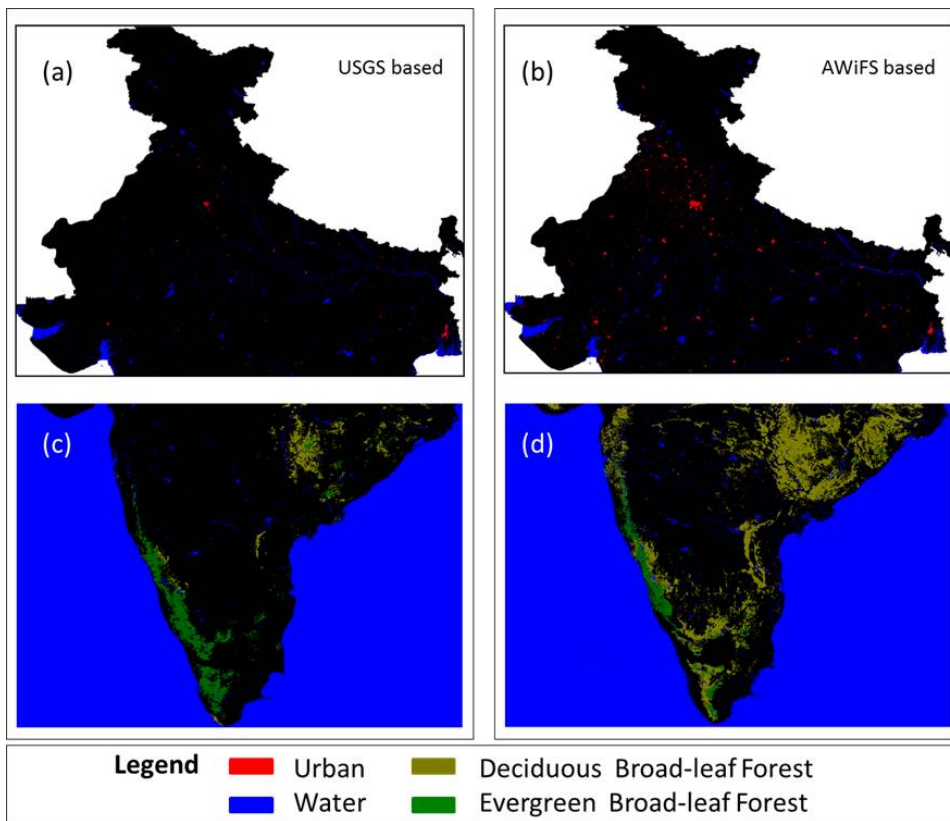 (a)
USGS based
(b)
AWiFS based
(c)
(d)
Legend
Urban
Deciduous Broad-leaf Forest
Water
Evergreen Broad-leaf Forest